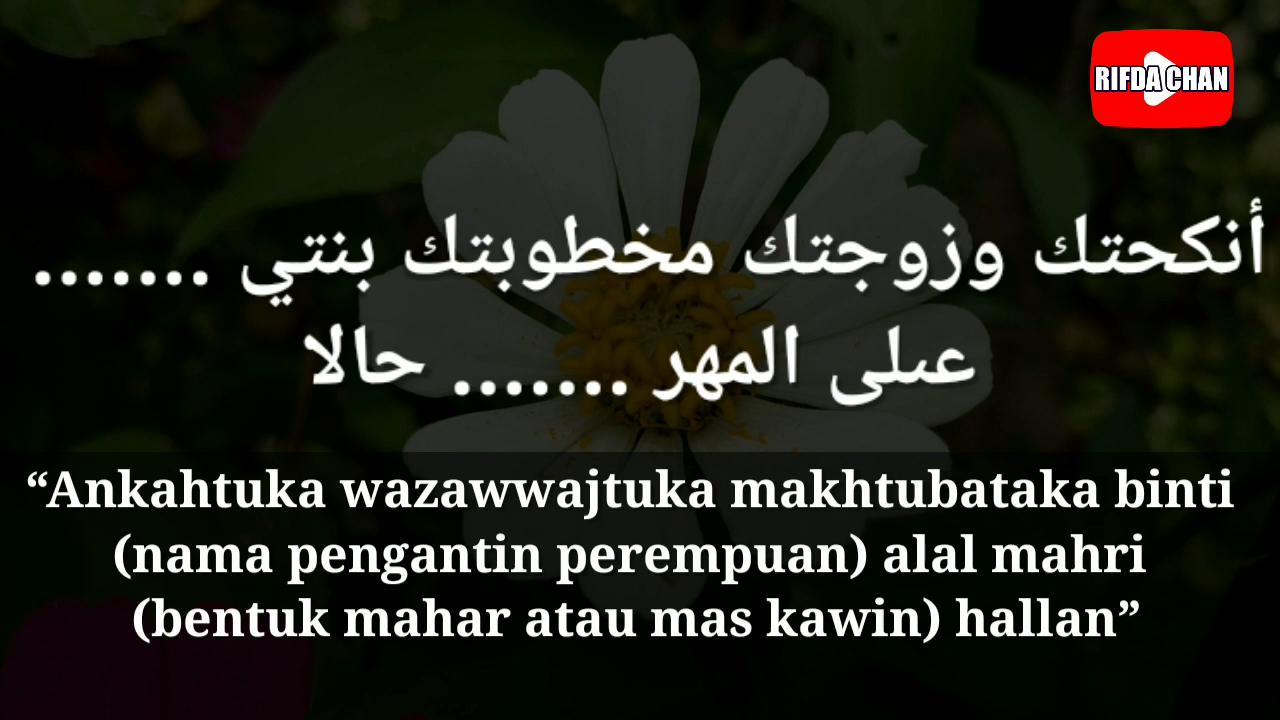 RIFDA CHAN
أنكحتك وزوجتك مخطوبتك بنتي .......
على المهر ....... حالا
“Ankahtuka wazawwajtuka makhtubataka binti
(nama pengantin perempuan) alal mahri
(bentuk mahar atau mas kawin) hallan”